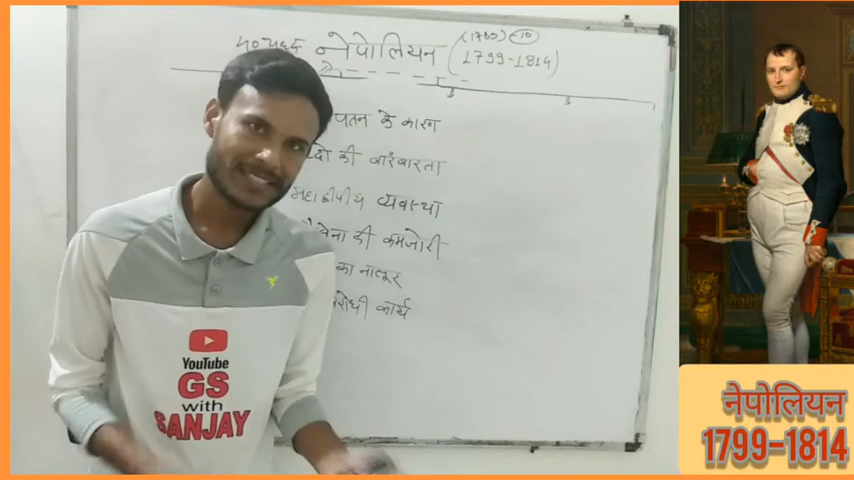 नेपोलियन (1769) 10
1799-1814
पतन के कारण
की बारंबारता
महाद्वीपीय व्यवस्था
की कमजोरी
का नासूर
कार्य
YouTube
GS
with
SANJAY
नेपोलियन
1799-1814